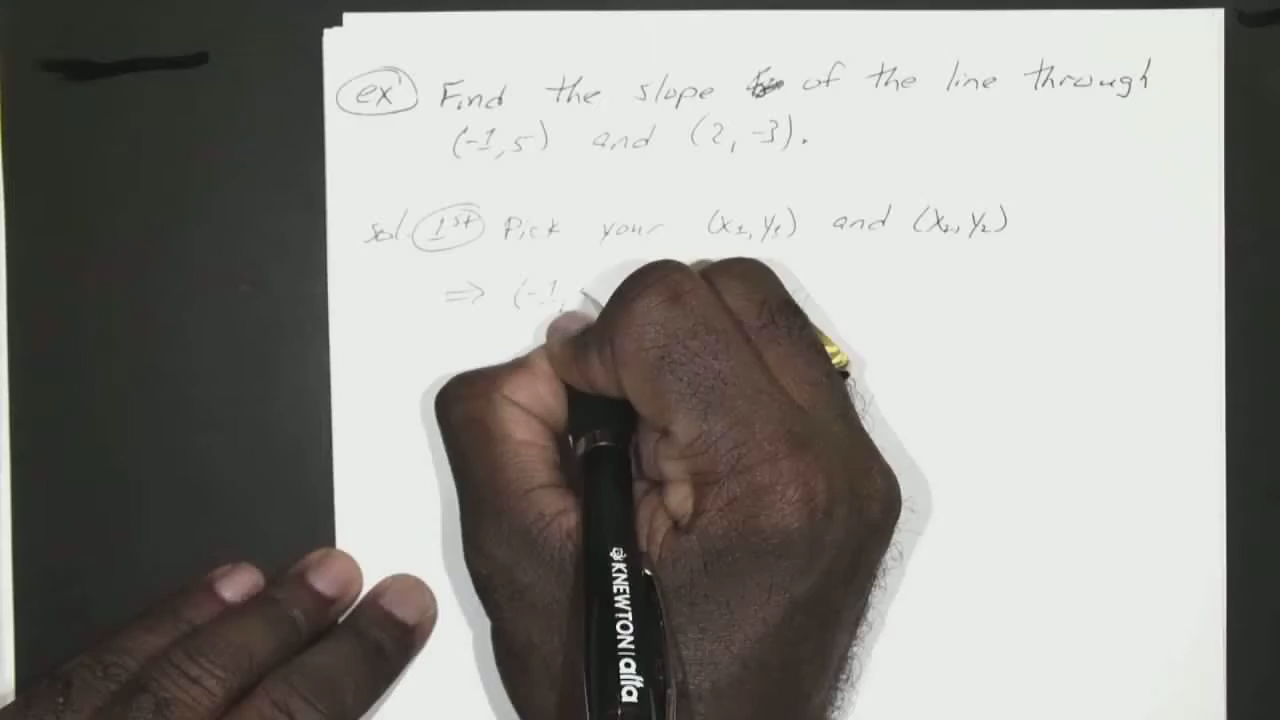 ex Find the slope of the line through
(-1,5) and (2,-3).
sol. 1st Pick your (x1,y1) and (x2,y2)
⇒ (-1,
KNEWTON|alta